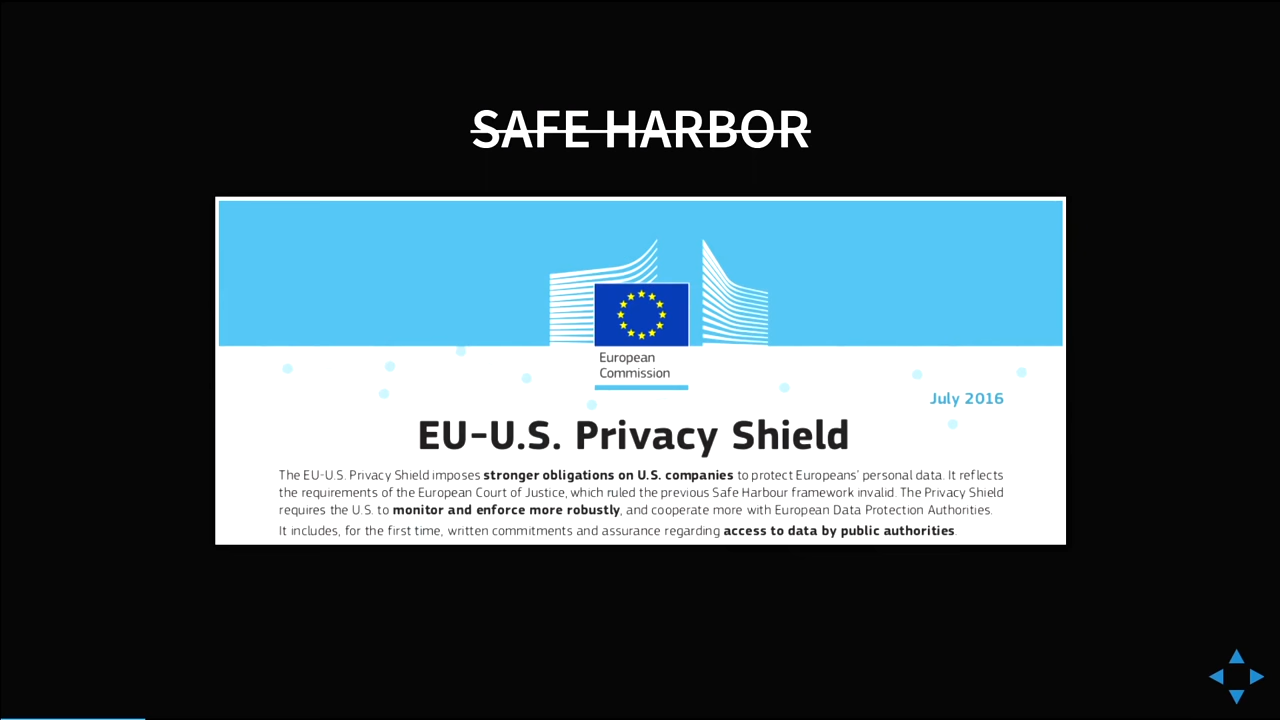 SAFE HARBOR
European
Commission
July 2016
EU-U.S. Privacy Shield
The EU-U.S. Privacy Shield imposes stronger obligations on U.S. companies to protect Europeans' personal data. It reflects
the requirements of the European Court of Justice, which ruled the previous Safe Harbour framework invalid. The Privacy Shield
requires the U.S. to monitor and enforce more robustly, and cooperate more with European Data Protection Authorities.
It includes, for the first time, written commitments and assurance regarding access to data by public authorities.